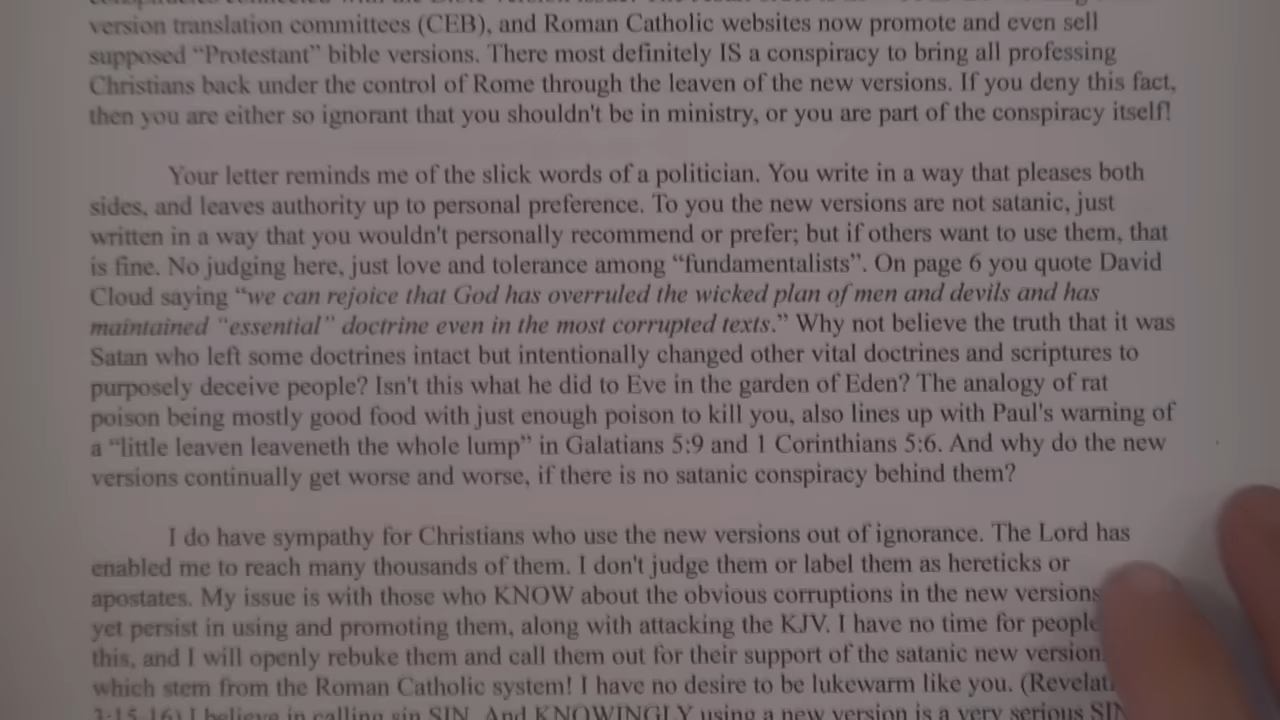 version translation committees (CEB), and Roman Catholic websites now promote and even sell
supposed “Protestant” bible versions. There most definitely IS a conspiracy to bring all professing
Christians back under the control of Rome through the leaven of the new versions. If you deny this fact,
then you are either so ignorant that you shouldn't be in ministry, or you are part of the conspiracy itself!
Your letter reminds me of the slick words of a politician. You write in a way that pleases both
sides, and leaves authority up to personal preference. To you the new versions are not satanic, just
written in a way that you wouldn't personally recommend or prefer; but if others want to use them, that
is fine. No judging here, just love and tolerance among “fundamentalists”. On page 6 you quote David
Cloud saying “we can rejoice that God has overruled the wicked plan of men and devils and has
maintained “essential” doctrine even in the most corrupted texts.” Why not believe the truth that it was
Satan who left some doctrines intact but intentionally changed other vital doctrines and scriptures to
purposely deceive people? Isn't this what he did to Eve in the garden of Eden? The analogy of rat
poison being mostly good food with just enough poison to kill you, also lines up with Paul's warning of
a “little leaven leaveneth the whole lump” in Galatians 5:9 and 1 Corinthians 5:6. And why do the new
versions continually get worse and worse, if there is no satanic conspiracy behind them?
I do have sympathy for Christians who use the new versions out of ignorance. The Lord has
enabled me to reach many thousands of them. I don't judge them or label them as hereticks or
apostates. My issue is with those who KNOW about the obvious corruptions in the new versions
yet persist in using and promoting them, along with attacking the KJV. I have no time for people
this, and I will openly rebuke them and call them out for their support of the satanic new version
which stem from the Roman Catholic system! I have no desire to be lukewarm like you. (Revelat
3:15-16) I believe in calling sin SIN. And KNOWINGLY using a new version is a very serious SIN